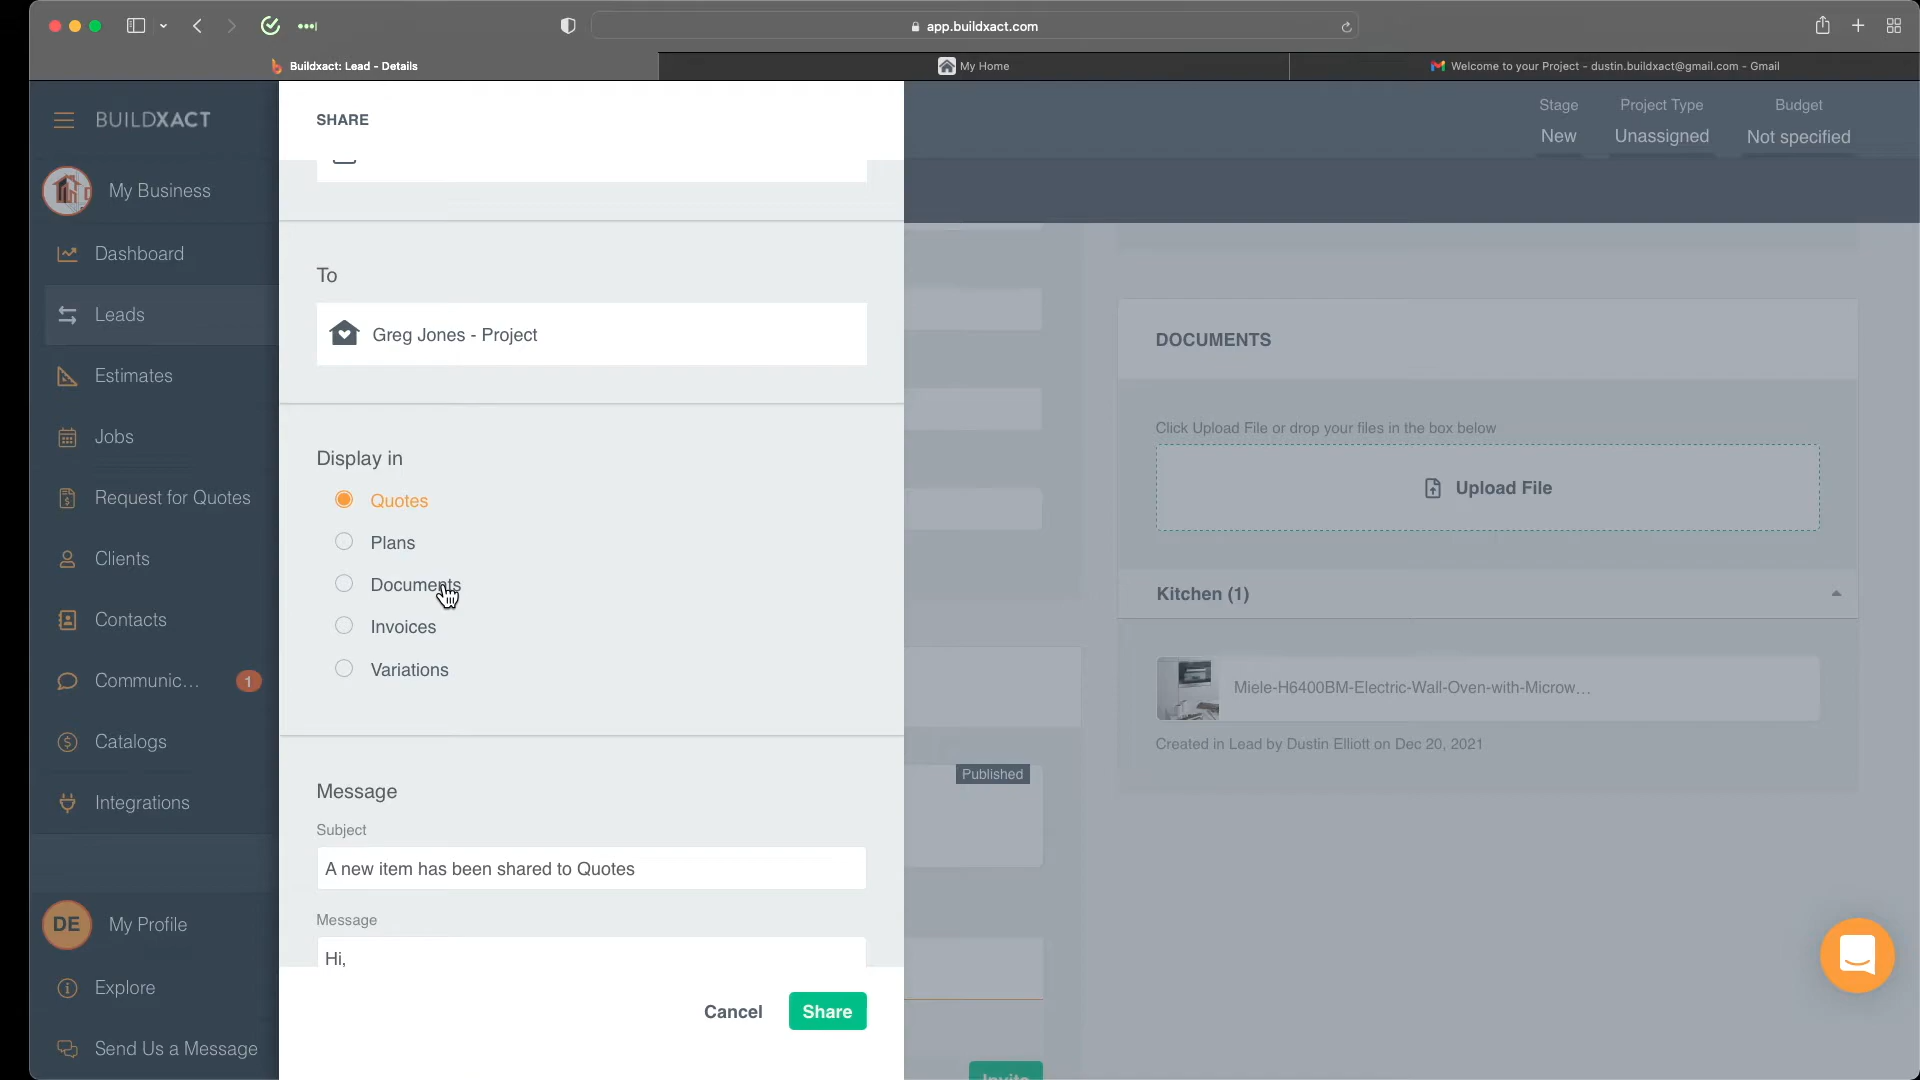 app.buildxact.com
Buildxact: Lead - Details
My Home
Welcome to your Project - dustin.buildxact@gmail.com - Gmail
BUILDXACT
My Business
Dashboard
Leads
Estimates
Jobs
Request for Quotes
Clients
Contacts
Communic...
1
Catalogs
Integrations
DE
My Profile
Explore
Send Us a Message
SHARE
To
Greg Jones - Project
Display in
Quotes
Plans
Documents
Invoices
Variations
Message
Subject
A new item has been shared to Quotes
Message
Hi,
Cancel
Share
Stage
New
Project Type
Unassigned
Budget
Not specified
Published
Invite
DOCUMENTS
Click Upload File or drop your files in the box below
Upload File
Kitchen (1)
Miele-H6400BM-Electric-Wall-Oven-with-Microw...
Created in Lead by Dustin Elliott on Dec 20, 2021